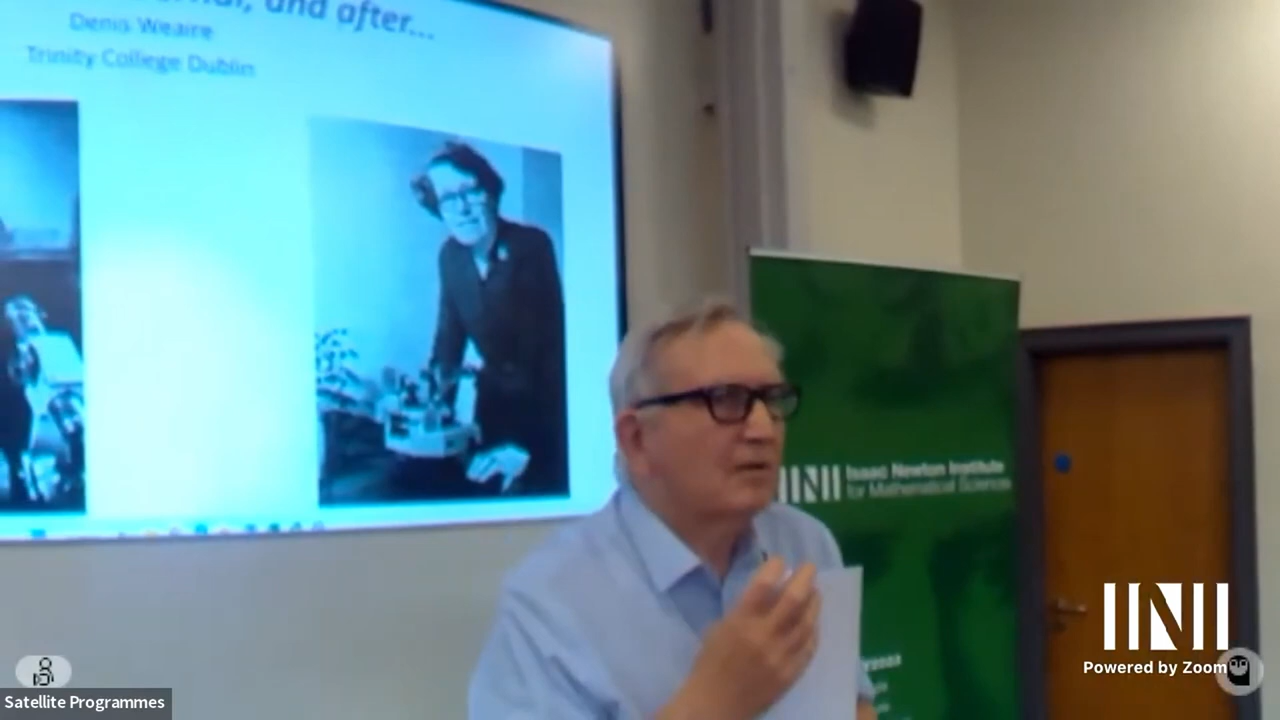 and after...
Denis Weaire
Trinity College Dublin
INI Isaac Newton Institute
for Mathematical Sciences
INI
Powered by Zoom
Satellite Programmes